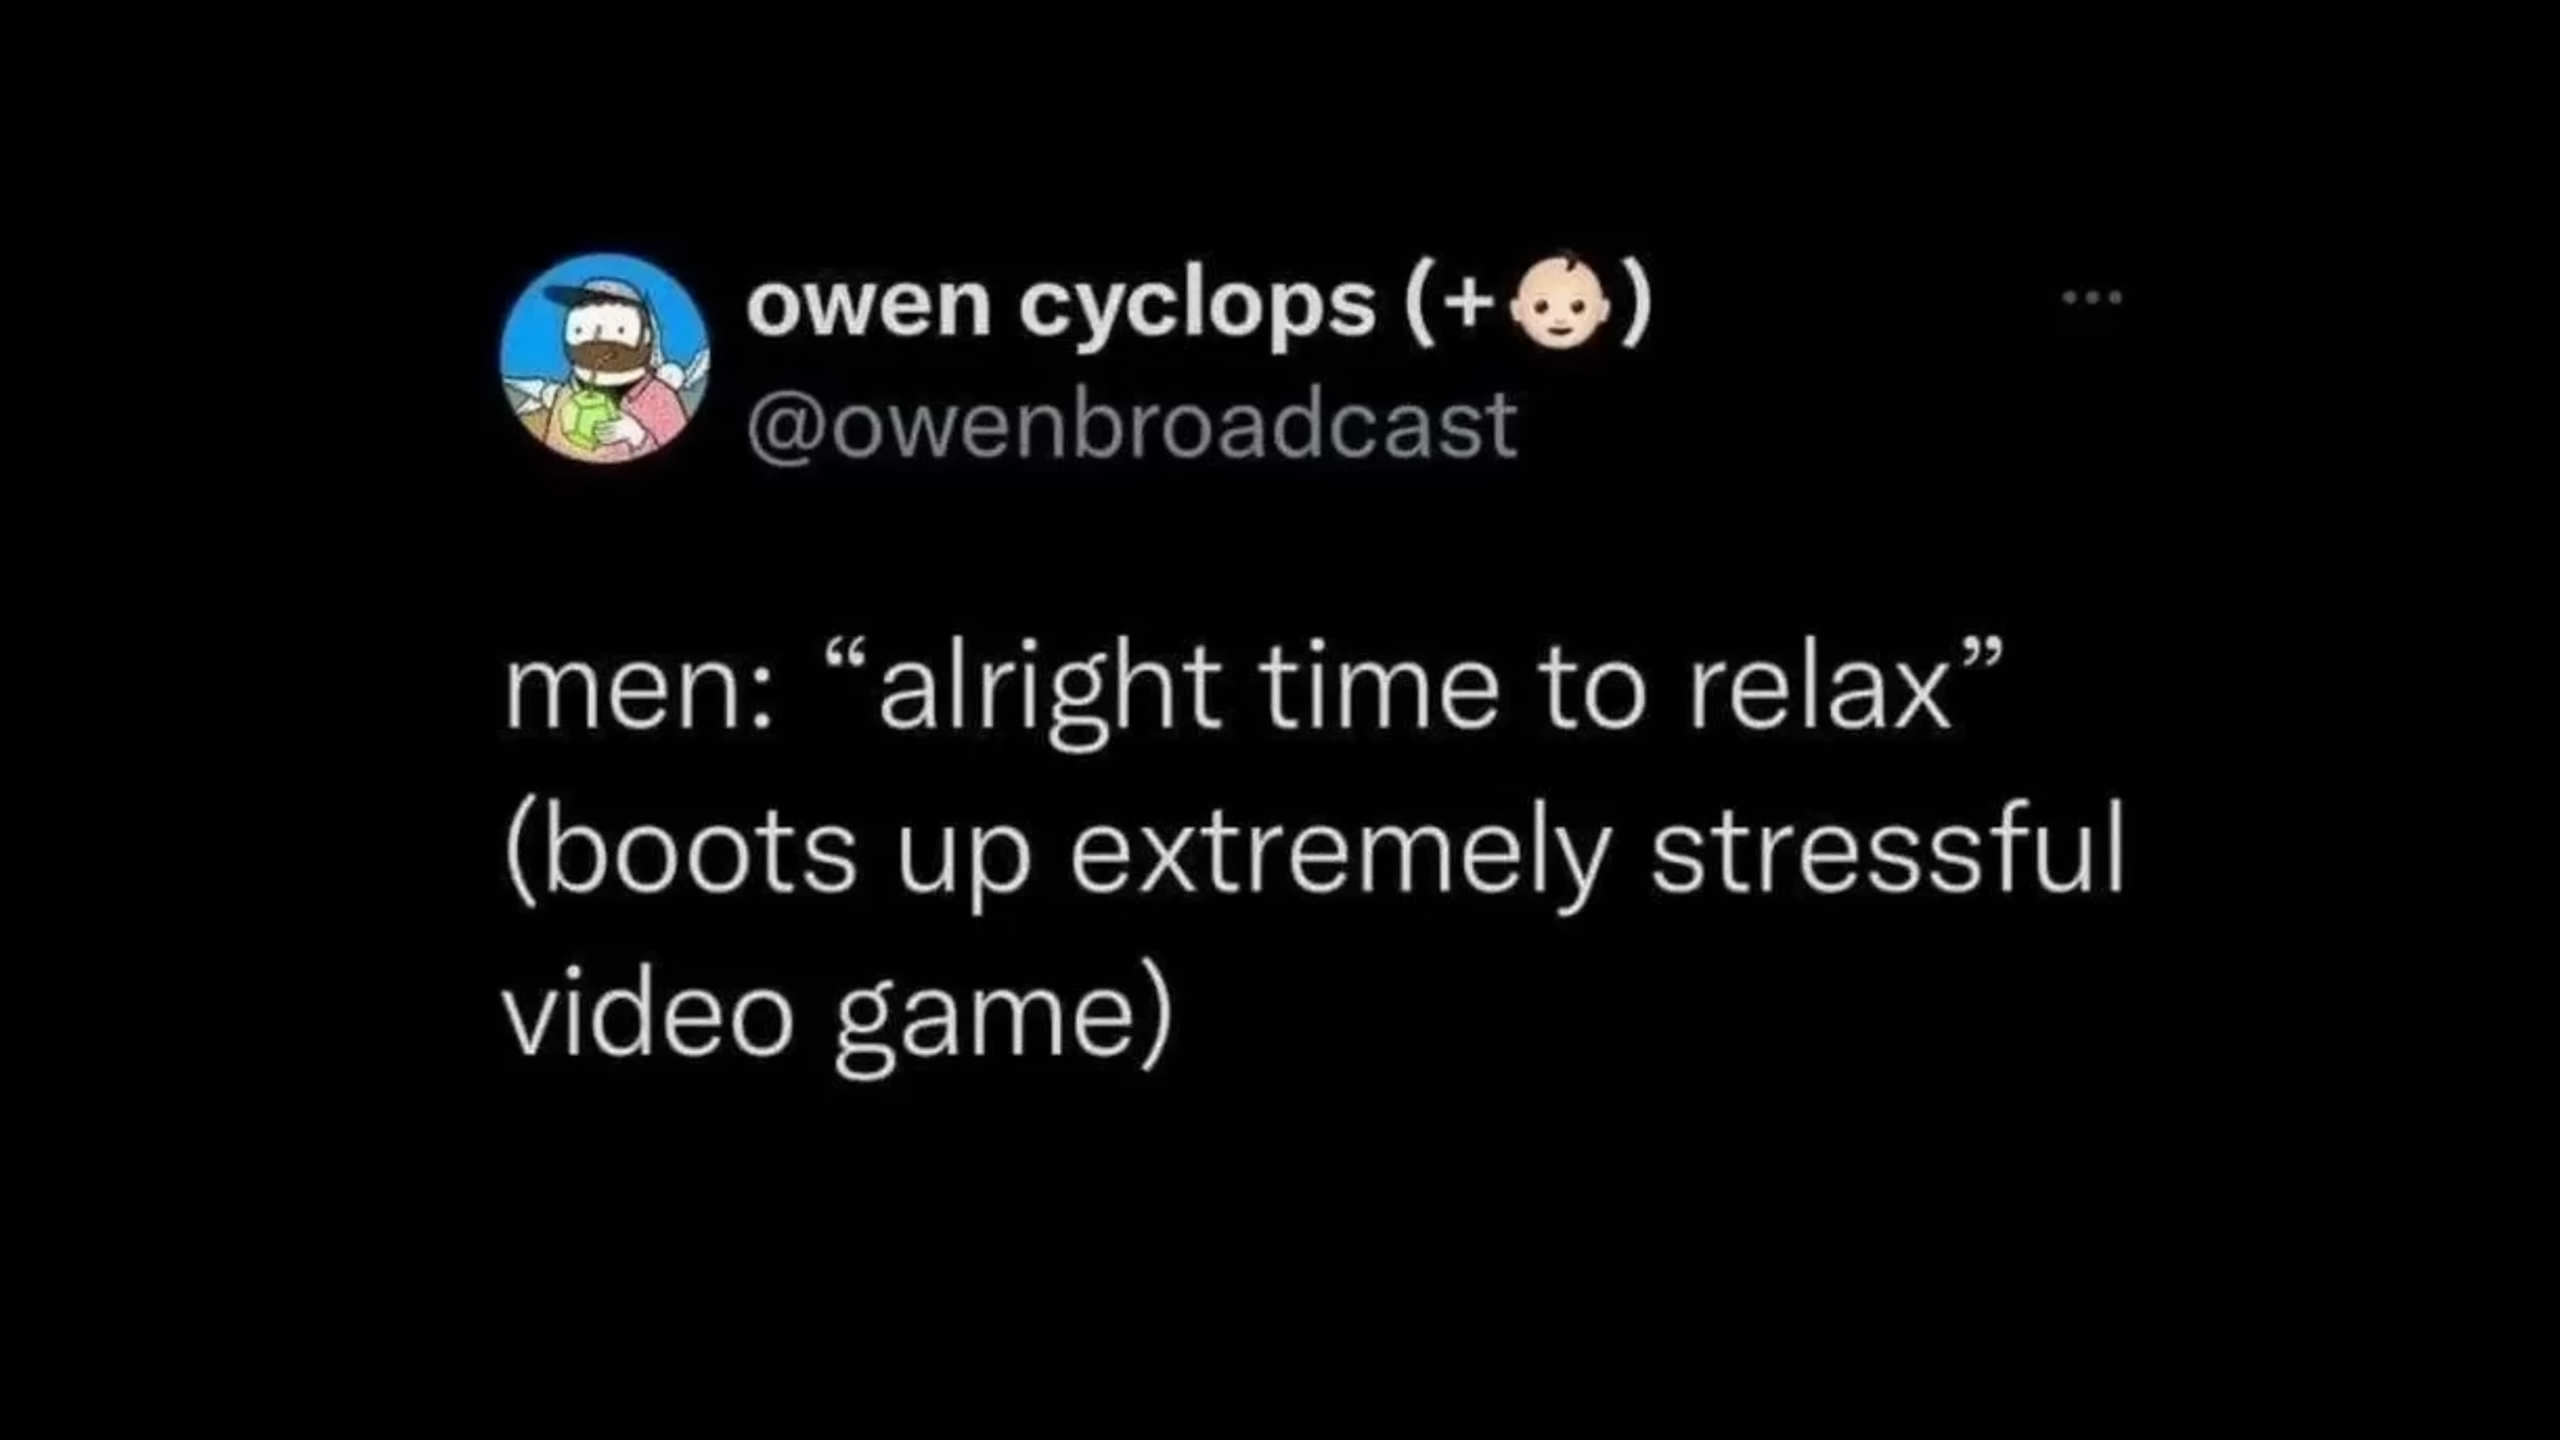 owen cyclops (+👶🏻)
@owenbroadcast
men: “alright time to relax”
(boots up extremely stressful
video game)